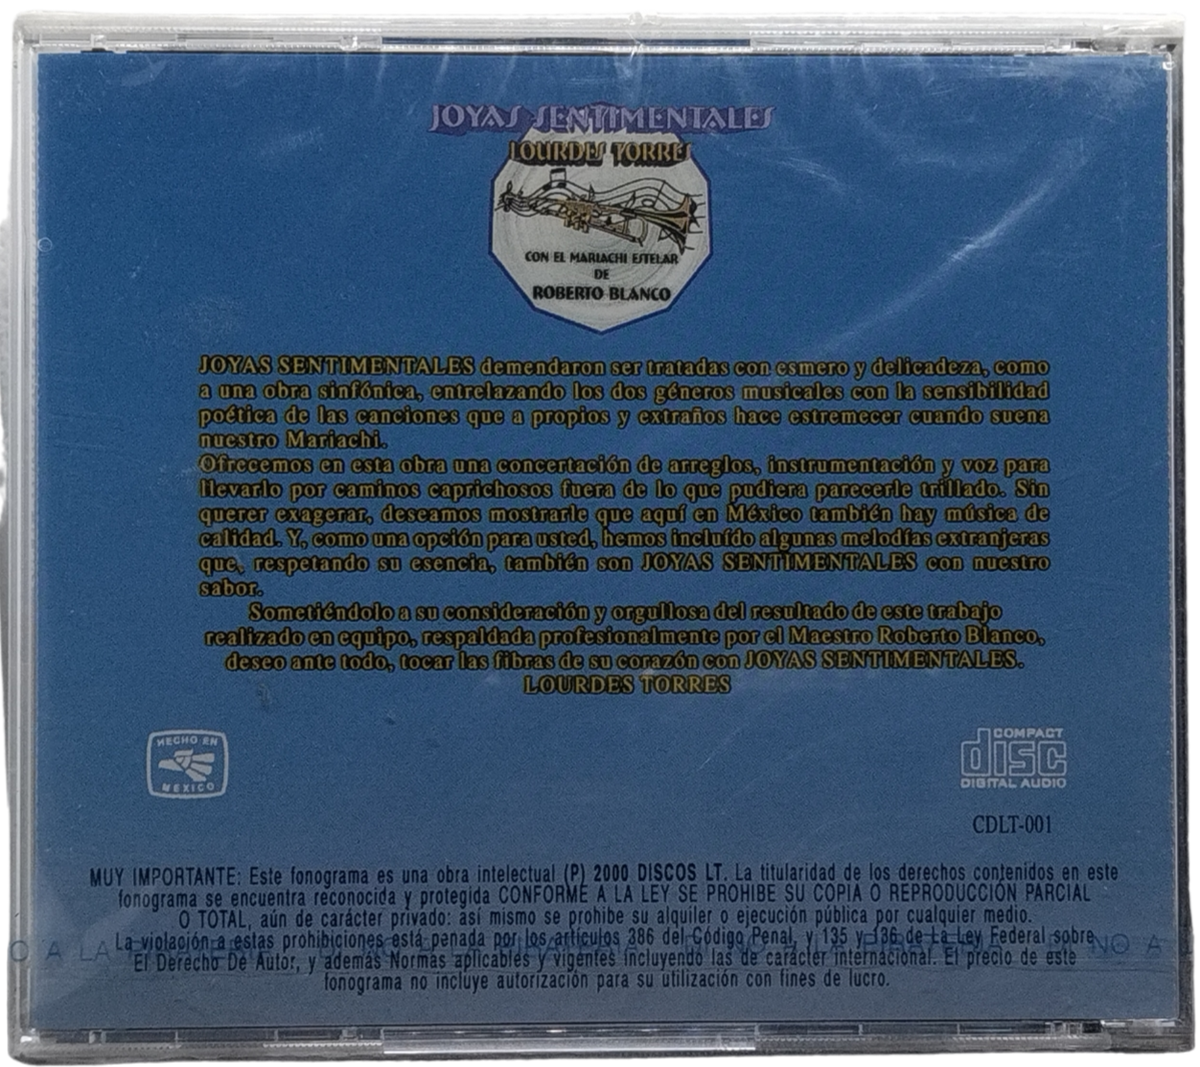 JOYAS SENTIMENTALES
LOURDES TORRES
CON EL MARIACHI ESTELAR
DE
ROBERTO BLANCO
JOYAS SENTIMENTALES demendaron ser tratadas con esmero y delicadeza, como
a una obra sinfónica, entrelazando los dos géneros musicales con la sensibilidad
poética de las canciones que a propios y extraños hace estremecer cuando suena
nuestro Mariachi.
Ofrecemos en esta obra una concertación de arreglos, instrumentación y voz para
llevarlo por caminos caprichosos fuera de lo que pudiera parecerle trillado. Sin
querer exagerar, deseamos mostrarle que aquí en México también hay música de
calidad. Y, como una opción para usted, hemos incluído algunas melodías extranjeras
que, respetando su esencia, también son JOYAS SENTIMENTALES con nuestro
sabor.
Sometiéndolo a su consideración y orgullosa del resultado de este trabajo
realizado en equipo, respaldada profesionalmente por el Maestro Roberto Blanco,
deseo ante todo, tocar las fibras de su corazón con JOYAS SENTIMENTALES.
LOURDES TORRES
HECHO EN
MEXICO
COMPACT
disc
DIGITAL AUDIO
CDLT-001
MUY IMPORTANTE: Este fonograma es una obra intelectual (P) 2000 DISCOS LT. La titularidad de los derechos contenidos en este
fonograma se encuentra reconocida y protegida CONFORME A LA LEY SE PROHIBE SU COPIA O REPRODUCCIÓN PARCIAL
O TOTAL, aún de carácter privado: así mismo se prohibe su alquiler o ejecución pública por cualquier medio.
La violación a estas prohibiciones está penada por los artículos 386 del Código Penal, y 135 y 136 de la Ley Federal sobre
El Derecho De Autor, y además Normas aplicables y vigentes incluyendo las de carácter internacional. El precio de este
fonograma no incluye autorización para su utilización con fines de lucro.